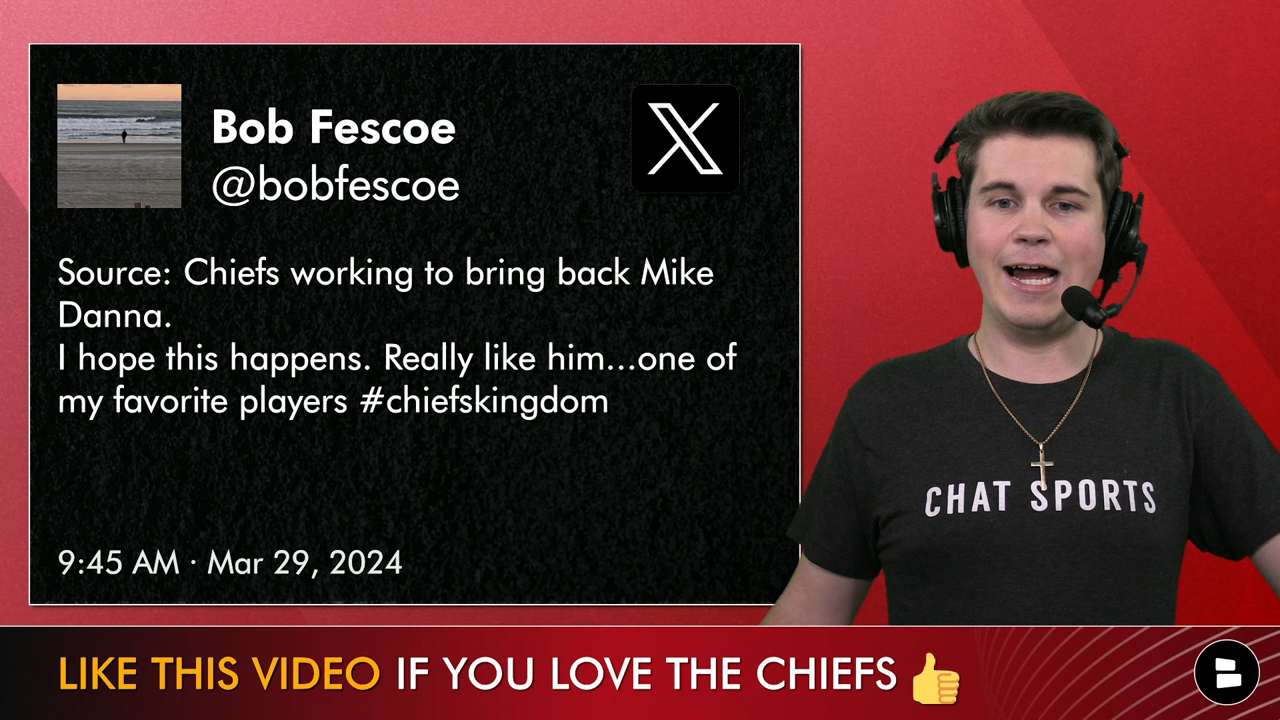 Bob Fescoe
@bobfescoe
Source: Chiefs working to bring back Mike
Danna.
I hope this happens. Really like him...one of
my favorite players #chiefskingdom
9:45 AM · Mar 29, 2024
CHAT SPORTS
LIKE THIS VIDEO IF YOU LOVE THE CHIEFS 👍